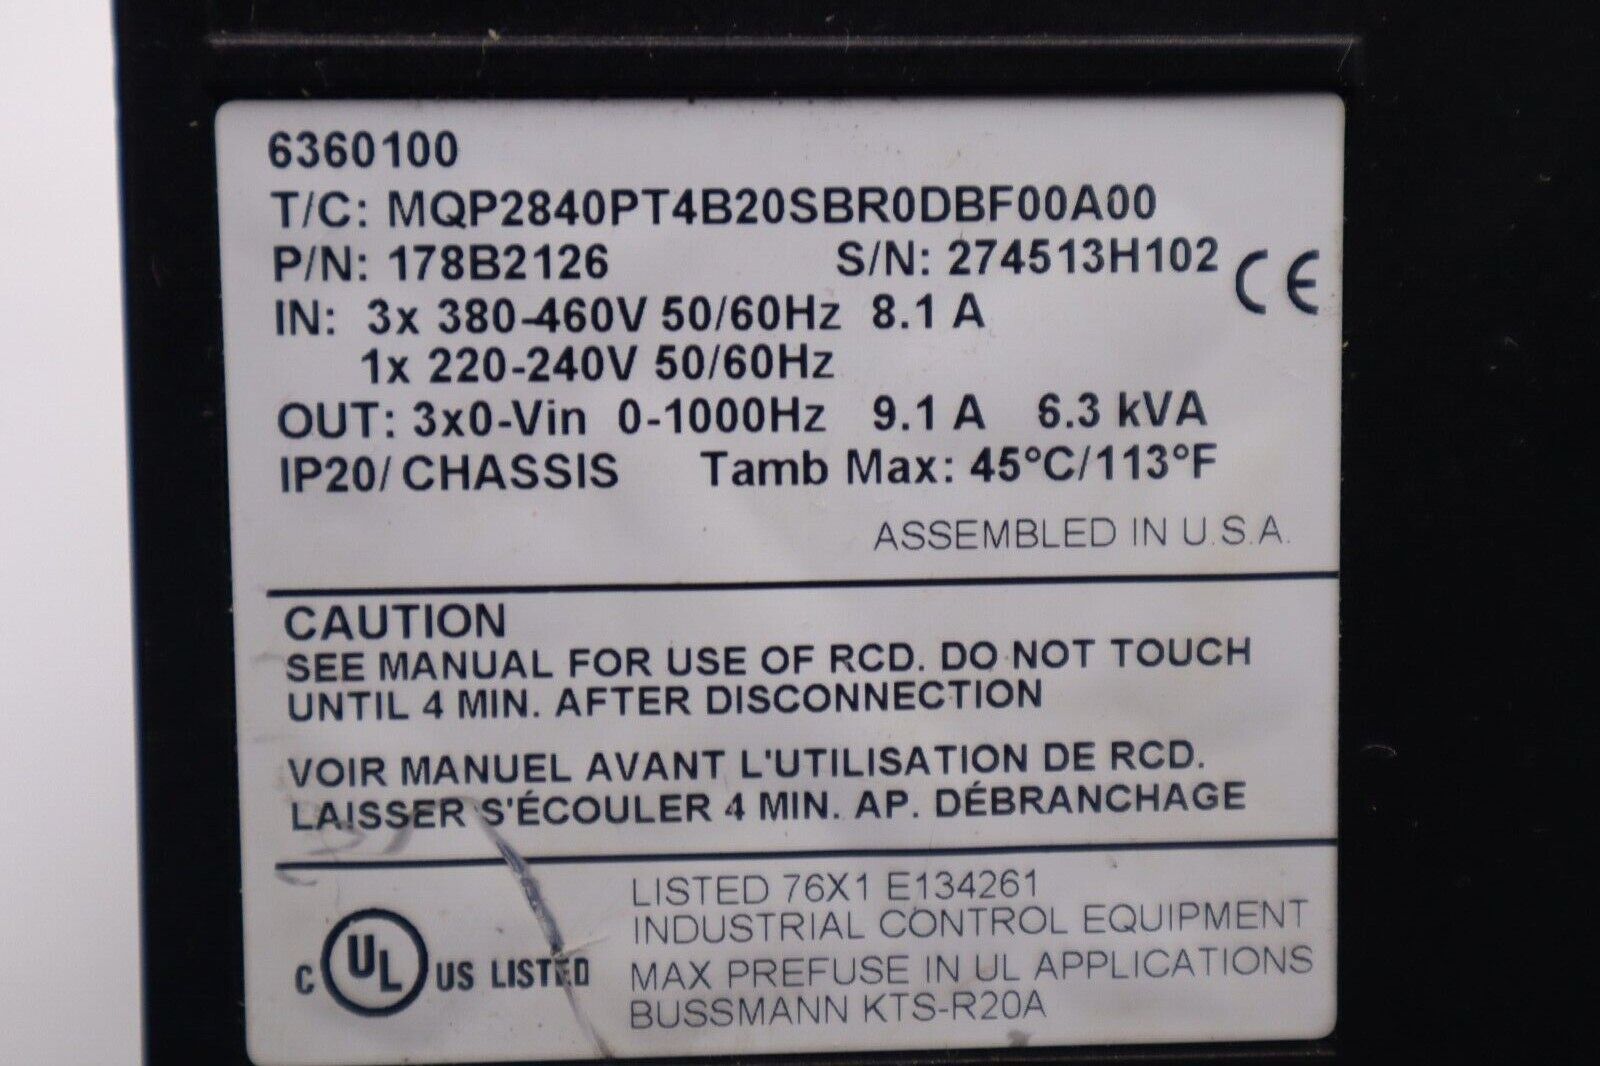 6360100
T/C: MQP2840PT4B20SBR0DBF00A00
P/N: 178B2126 S/N: 274513H102 CE
IN: 3x 380-460V 50/60Hz 8.1 A
1x 220-240V 50/60Hz
OUT: 3x0-Vin 0-1000Hz 9.1 A 6.3 kVA
IP20/ CHASSIS Tamb Max: 45°C/113°F
ASSEMBLED IN U.S.A.
CAUTION
SEE MANUAL FOR USE OF RCD. DO NOT TOUCH
UNTIL 4 MIN. AFTER DISCONNECTION
VOIR MANUEL AVANT L'UTILISATION DE RCD.
LAISSER S'ÉCOULER 4 MIN. AP. DÉBRANCHAGE
C UL US LISTED
LISTED 76X1 E134261
INDUSTRIAL CONTROL EQUIPMENT
MAX PREFUSE IN UL APPLICATIONS
BUSSMANN KTS-R20A